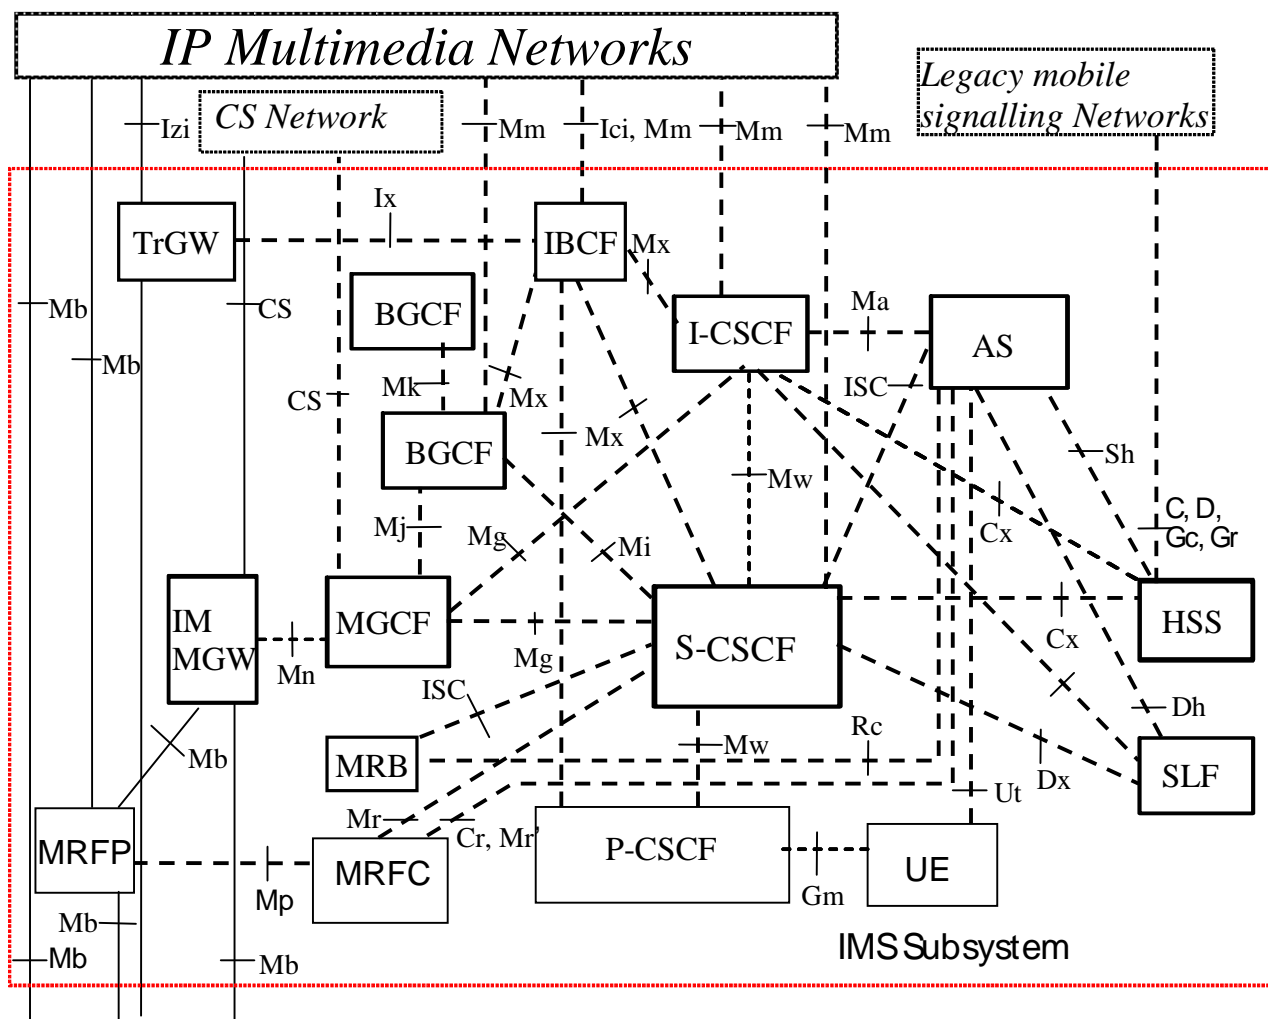 IP Multimedia Networks
Legacy mobile
signalling Networks
CS Network
Izi
Mm
Ici, Mm
Mm
Mm
Ix
TrGW
IBCF
Mx
Mb
CS
BGCF
I-CSCF
Ma
AS
Mb
Mk
CS
Mx
ISC
Mx
BGCF
Sh
Mw
Mj
Mg
Mi
Cx
C, D,
Gc, Gr
IM
MGW
MGCF
S-CSCF
HSS
Mn
Mg
Cx
ISC
Dh
Mb
MRB
Mw
Rc
Dx
SLF
Ut
Mr
Cr, Mr'
MRFP
MRFC
P-CSCF
UE
Mp
Gm
Mb
Mb
Mb
IMS Subsystem